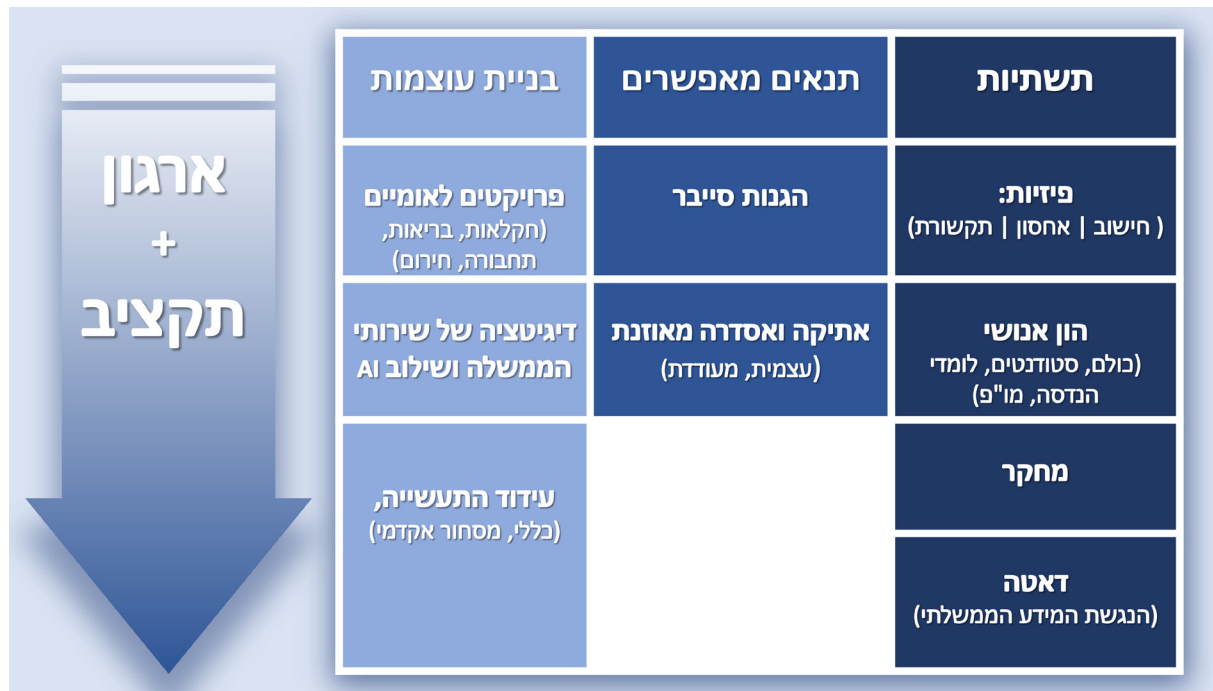 תשתיות
תנאים מאפשרים
בניית עוצמות
פיזיות:
( חישוב | אחסון | תקשורת)
הגנות סייבר
פרויקטים לאומיים
(חקלאות, בריאות,
תחבורה, חירום)
הון אנושי
(כולם, סטודנטים, לומדי
הנדסה, מו"פ)
אתיקה ואסדרה מאוזנת
(עצמית, מעודדת)
דיגיטציה של שירותי
הממשלה ושילוב AI
מחקר
עידוד התעשייה,
(כללי, מסחור אקדמי)
דאטה
(הנגשת המידע הממשלתי)
ארגון
+
תקציב